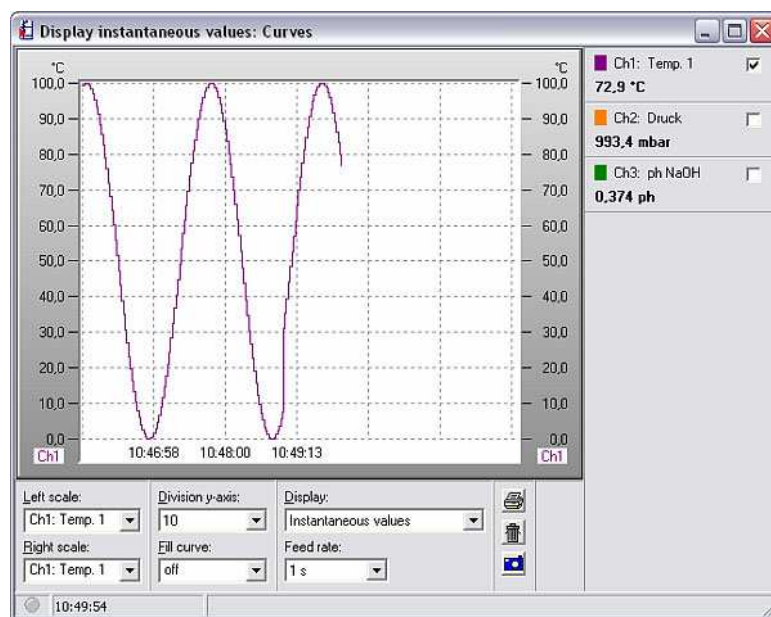 Display instantaneous values: Curves
°C
°C
100,0
100,0
90,0
90,0
80,0
80,0
70,0
70,0
60,0
60,0
50,0
50,0
40,0
40,0
30,0
30,0
20,0
20,0
10,0
10,0
0,0
0,0
Ch1
10:46:58 10:48:00 10:49:13
Ch1
Ch1: Temp. 1
72,9 °C
Ch2: Druck
993,4 mbar
Ch3: ph NaOH
0,374 ph
Left scale:
Ch1: Temp. 1
Division y-axis:
10
Display:
Instantaneous values
Right scale:
Ch1: Temp. 1
Fill curve:
off
Feed rate:
1 s
10:49:54